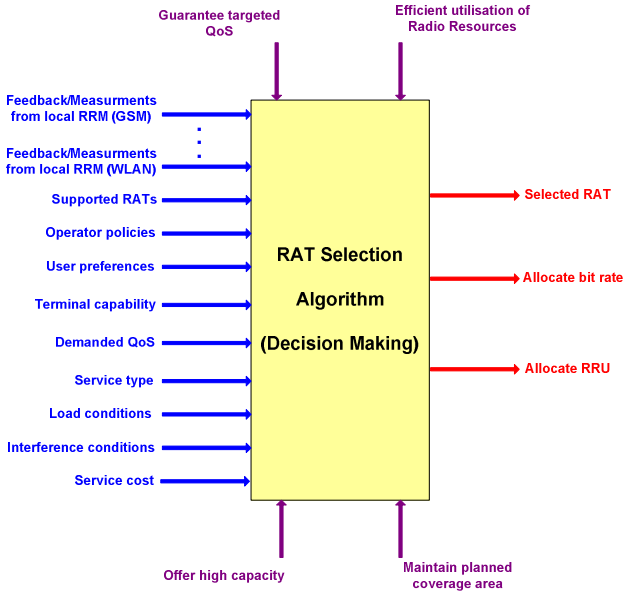 Guarantee targeted
QoS
Efficient utilisation of
Radio Resources
Feedback/Measurments
from local RRM (GSM)
Feedback/Measurments
from local RRM (WLAN)
Supported RATs
Operator policies
User preferences
Terminal capability
Demanded QoS
Service type
Load conditions
Interference conditions
Service cost
RAT Selection
Algorithm
(Decision Making)
Selected RAT
Allocate bit rate
Allocate RRU
Offer high capacity
Maintain planned
coverage area